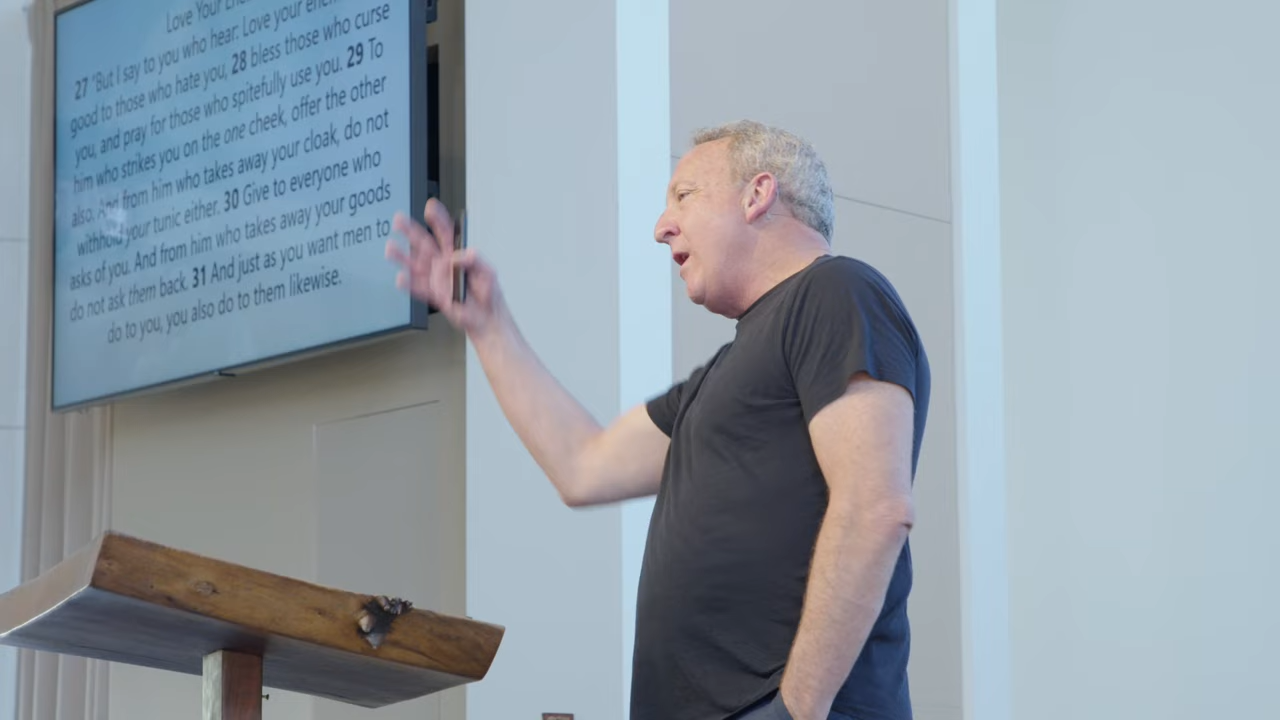 Love Your
27 "But I say to you who hear: Love your
good to those who hate you, 28 bless those who curse
you, and pray for those who spitefully use you. 29 To
him who strikes you on the one cheek, offer the other
also. And from him who takes away your cloak, do not
withhold your tunic either. 30 Give to everyone who
asks of you. And from him who takes away your goods
do not ask them back. 31 And just as you want men to
do to you, you also do to them likewise.